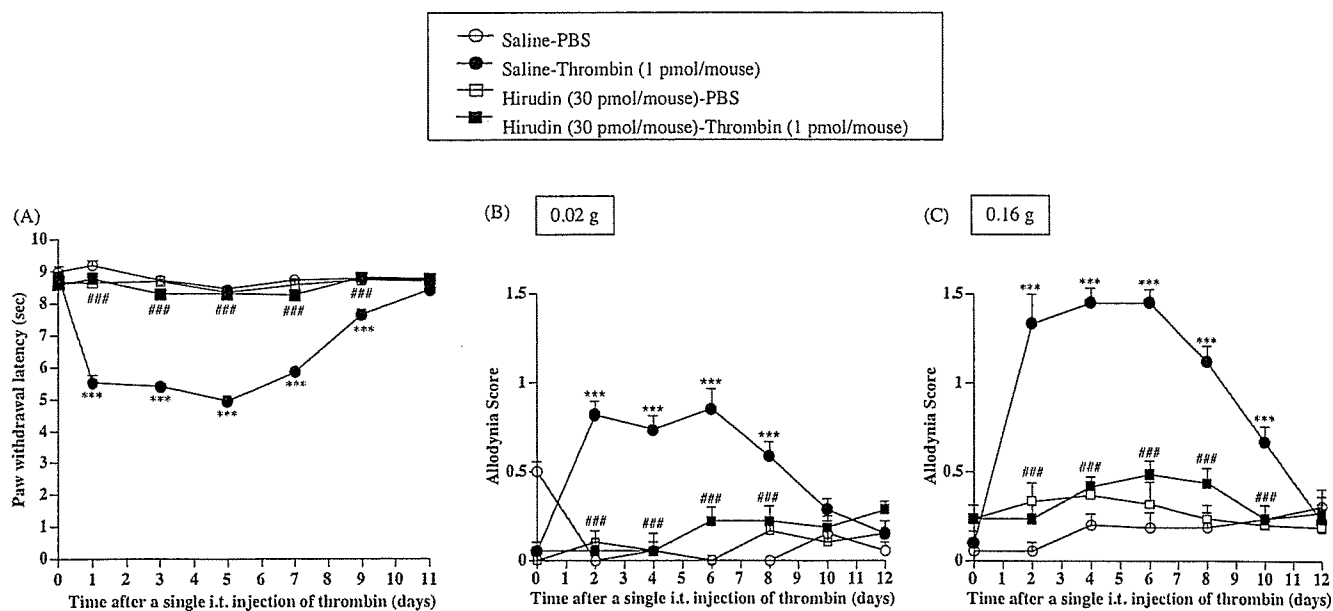 Saline-PBS
Saline-Thrombin (1 pmol/mouse)
Hirudin (30 pmol/mouse)-PBS
Hirudin (30 pmol/mouse)-Thrombin (1 pmol/mouse)
(A)
10
9
8
7
6
5
4
3
2
1
0
Paw withdrawal latency (sec)
### ### ### ### ###
*** *** *** *** ***
0 1 2 3 4 5 6 7 8 9 10 11
Time after a single i.t. injection of thrombin (days)
(B)
0.02 g
1.5
1
0.5
0
Allodynia Score
*** *** *** ***
### ### ### ###
0 1 2 3 4 5 6 7 8 9 10 11 12
Time after a single i.t. injection of thrombin (days)
(C)
0.16 g
1.5
1
0.5
0
Allodynia Score
*** *** *** *** ***
### ### ### ### ###
0 1 2 3 4 5 6 7 8 9 10 11 12
Time after a single i.t. injection of thrombin (days)